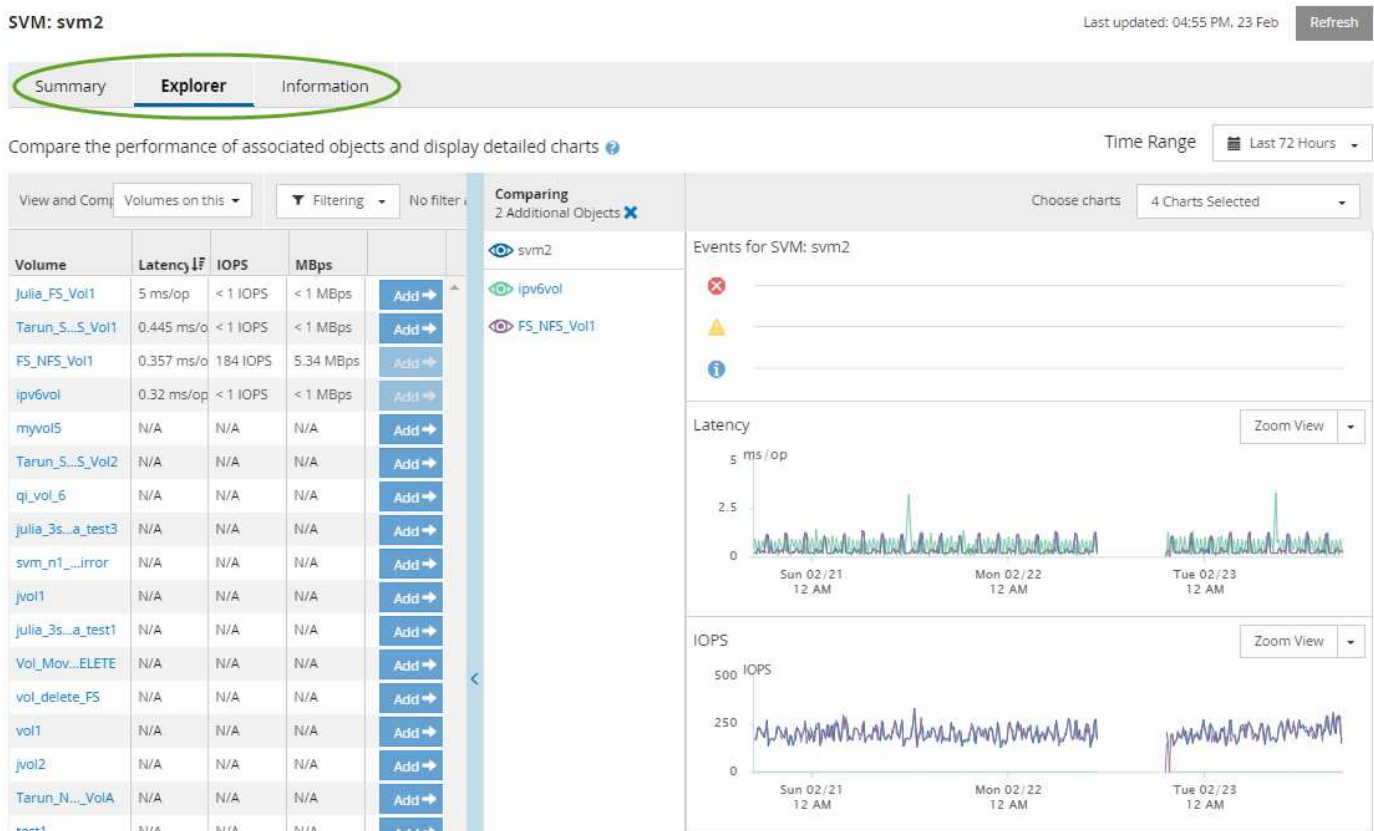 SVM: svm2
Last updated: 04:55 PM, 23 Feb
Refresh
Summary
Explorer
Information
Compare the performance of associated objects and display detailed charts
Time Range
Last 72 Hours
View and Comp
Volumes on this
Filtering
No filter
Comparing
2 Additional Objects
Choose charts
4 Charts Selected
Volume Latency IOPS MBps
Julia_FS_Vol1 5 ms/op < 1 IOPS < 1 MBps Add
Tarun_S...S_Vol1 0.445 ms/o < 1 IOPS < 1 MBps Add
FS_NFS_Vol1 0.357 ms/o 184 IOPS 5.34 MBps Add
ipv6vol 0.32 ms/op < 1 IOPS < 1 MBps Add
myvol5 N/A N/A N/A Add
Tarun_S...S_Vol2 N/A N/A N/A Add
qi_vol_6 N/A N/A N/A Add
julia_3s...a_test3 N/A N/A N/A Add
svm_n1_...irror N/A N/A N/A Add
jvol1 N/A N/A N/A Add
julia_3s...a_test1 N/A N/A N/A Add
Vol_Mov...ELETE N/A N/A N/A Add
vol_delete_FS N/A N/A N/A Add
vol1 N/A N/A N/A Add
jvol2 N/A N/A N/A Add
Tarun_N..._VolA N/A N/A N/A Add
test1 N/A N/A N/A Add
svm2
ipv6vol
FS_NFS_Vol1
Events for SVM: svm2
Latency
Zoom View
5 ms/op
2.5
0
Sun 02/21 Mon 02/22 Tue 02/23
12 AM 12 AM 12 AM
IOPS
Zoom View
500 IOPS
250
0
Sun 02/21 Mon 02/22 Tue 02/23
12 AM 12 AM 12 AM